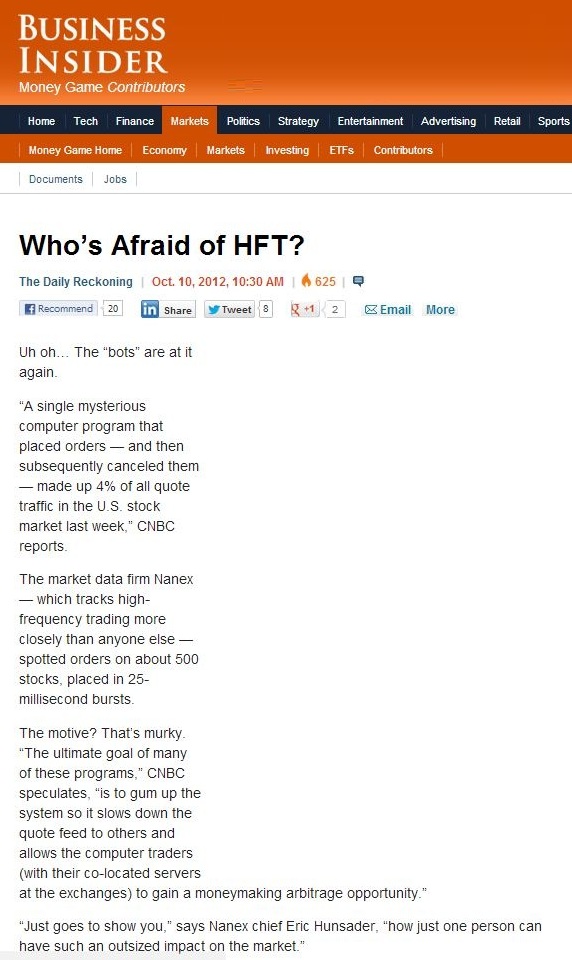 BUSINESS
INSIDER
Money Game Contributors
Home Tech Finance Markets Politics Strategy Entertainment Advertising Retail Sports
Money Game Home Economy Markets Investing ETFs Contributors
Documents Jobs
Who's Afraid of HFT?
The Daily Reckoning | Oct. 10, 2012, 10:30 AM | 625 |
Recommend 20 in Share Tweet 8 +1 2 Email More
Uh oh… The “bots” are at it
again.
“A single mysterious
computer program that
placed orders — and then
subsequently canceled them
— made up 4% of all quote
traffic in the U.S. stock
market last week,” CNBC
reports.
The market data firm Nanex
— which tracks high-
frequency trading more
closely than anyone else —
spotted orders on about 500
stocks, placed in 25-
millisecond bursts.
The motive? That’s murky.
“The ultimate goal of many
of these programs,” CNBC
speculates, “is to gum up the
system so it slows down the
quote feed to others and
allows the computer traders
(with their co-located servers
at the exchanges) to gain a moneymaking arbitrage opportunity.”
“Just goes to show you,” says Nanex chief Eric Hunsader, “how just one person can
have such an outsized impact on the market.”